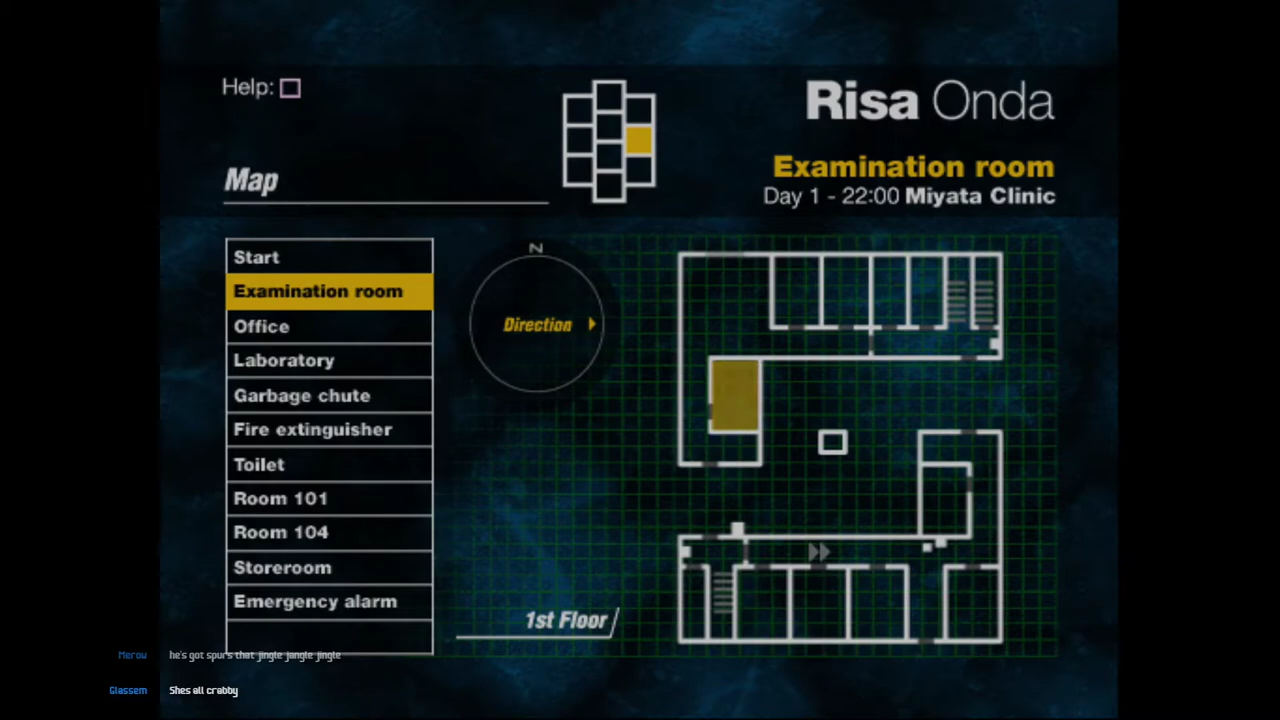 Help:
Risa Onda
Examination room
Day 1 - 22:00 Miyata Clinic
Map
Start
Examination room
Office
Laboratory
Garbage chute
Fire extinguisher
Toilet
Room 101
Room 104
Storeroom
Emergency alarm
N
Direction
1st Floor
Merow he's got spurs that jingle jangle jingle
Glassem Shes all crabby